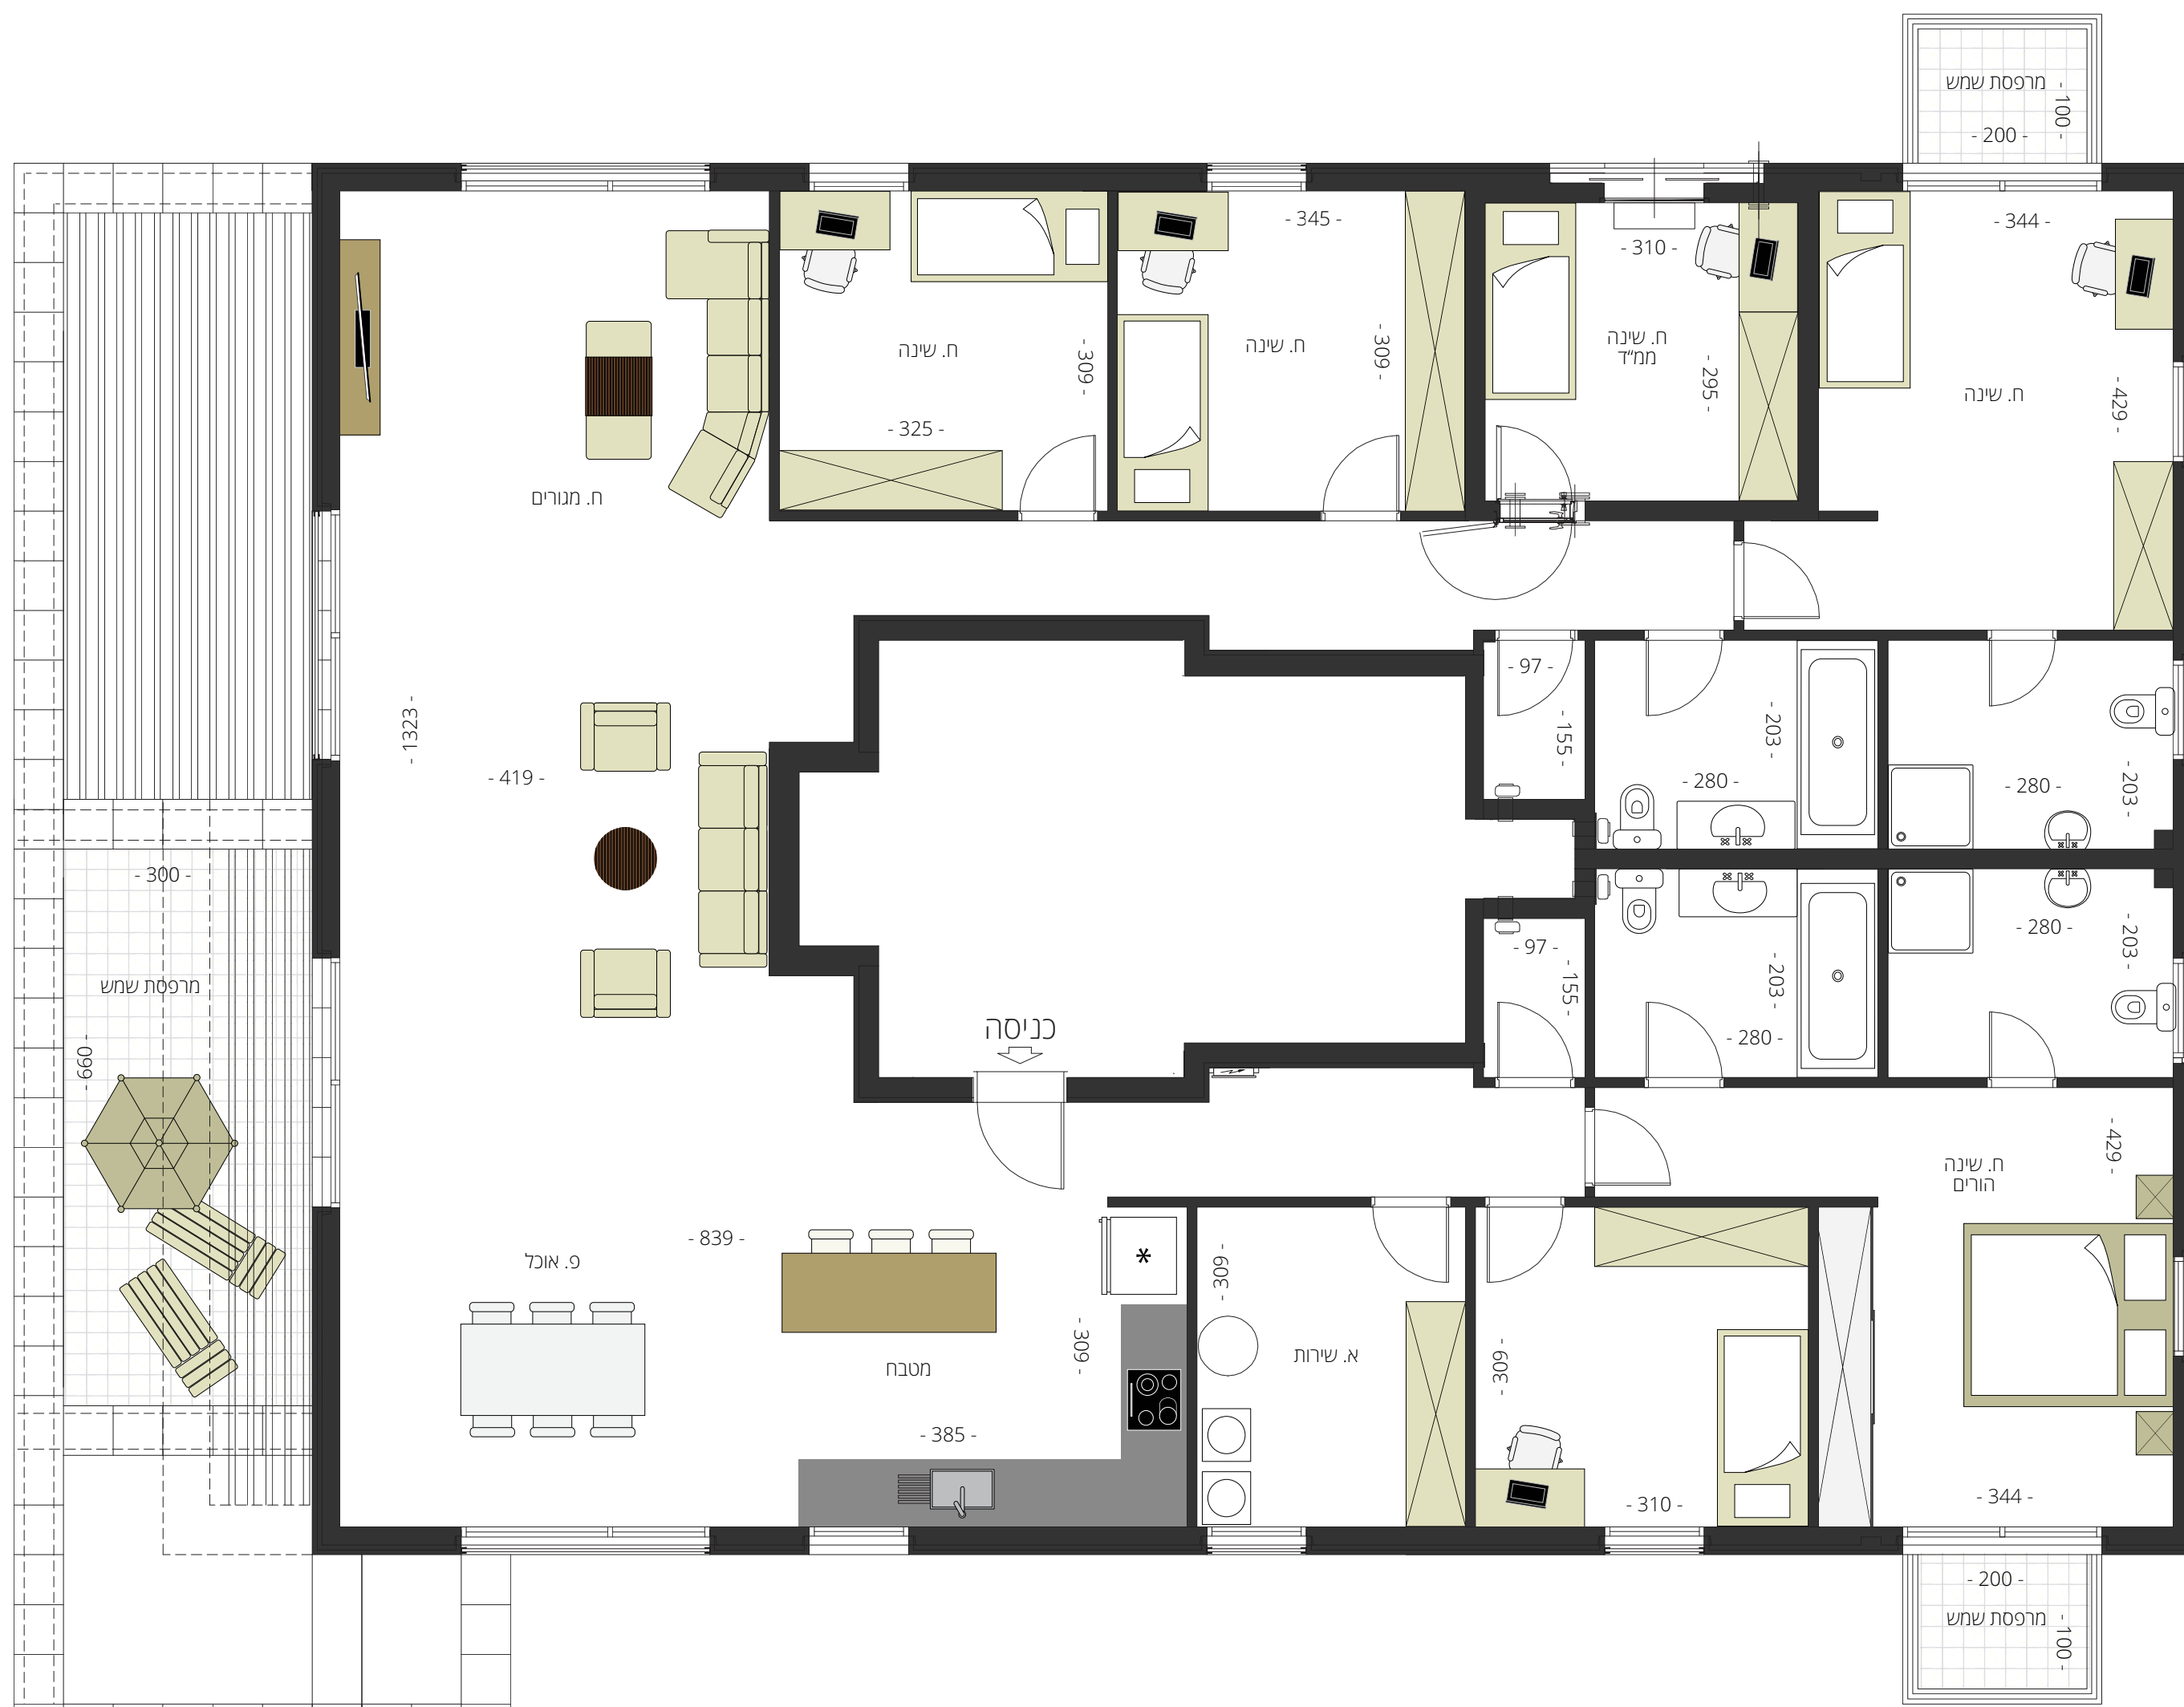 מרפסת שמש
- 100 -
- 200 -
- 345 -
- 310 -
- 344 -
ח. שינה
- 309 -
- 325 -
ח. שינה
- 309 -
ח. שינה
ממ״ד
- 295 -
ח. שינה
- 429 -
ח. מגורים
- 1323 -
- 419 -
- 97 -
- 155 -
- 203 -
- 280 -
- 280 -
- 203 -
- 300 -
מרפסת שמש
- 660 -
כניסה
- 97 -
- 155 -
- 203 -
- 280 -
- 280 -
- 203 -
- 429 -
ח. שינה
הורים
- 839 -
פ. אוכל
מטבח
- 309 -
- 385 -
*
- 309 -
א. שירות
- 309 -
- 310 -
- 344 -
- 200 -
מרפסת שמש
- 100 -